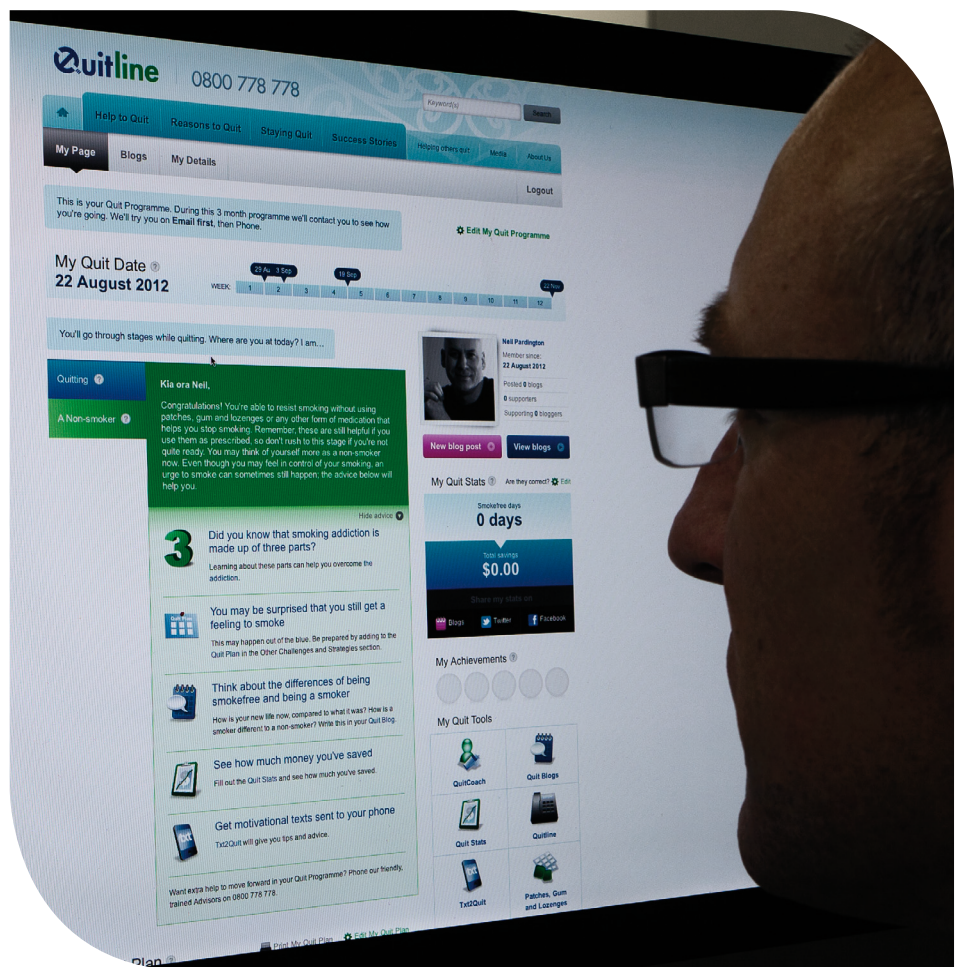 Quitline
0800 778 778
Keyword(s)
Search
Help to Quit
Reasons to Quit
Staying Quit
Success Stories
Helping others quit
Media
About Us
My Page
Blogs
My Details
Logout
This is your Quit Programme. During this 3 month programme we'll contact you to see how
you're going. We'll try you on Email first, then Phone.
Edit My Quit Programme
My Quit Date ?
22 August 2012
29 Au 3 Sep
19 Sep
22 Nov
WEEK: 1 2 3 4 5 6 7 8 9 10 11 12
You'll go through stages while quitting. Where are you at today? I am...
Quitting ?
A Non-smoker ?
Kia ora Neil,
Congratulations! You're able to resist smoking without using
patches, gum and lozenges or any other form of medication that
helps you stop smoking. Remember, these are still helpful if you
use them as prescribed, so don't rush to this stage if you're not
quite ready. You may think of yourself more as a non-smoker
now. Even though you may feel in control of your smoking, an
urge to smoke can sometimes still happen; the advice below will
help you.
Hide advice
3
Did you know that smoking addiction is
made up of three parts?
Learning about these parts can help you overcome the
addiction.
Quit Plan
You may be surprised that you still get a
feeling to smoke
This may happen out of the blue. Be prepared by adding to the
Quit Plan in the Other Challenges and Strategies section.
Think about the differences of being
smokefree and being a smoker
How is your new life now, compared to what it was? How is a
smoker different to a non-smoker? Write this in your Quit Blog.
See how much money you've saved
Fill out the Quit Stats and see how much you've saved.
txt
Get motivational texts sent to your phone
Txt2Quit will give you tips and advice.
Want extra help to move forward in your Quit Programme? Phone our friendly,
trained Advisors on 0800 778 778.
Neil Pardington
Member since:
22 August 2012
Posted 0 blogs
0 supporters
Supporting 0 bloggers
New blog post
View blogs
My Quit Stats ?
Are they correct? Edit
Smokefree days
0 days
Total savings
$0.00
Share my stats on
Blogs
Twitter
Facebook
My Achievements ?
My Quit Tools
QuitCoach
Quit Blogs
Quit Stats
Quitline
txt
Txt2Quit
Patches, Gum
and Lozenges
Print My Quit Plan
Edit My Quit Plan
Plan ?